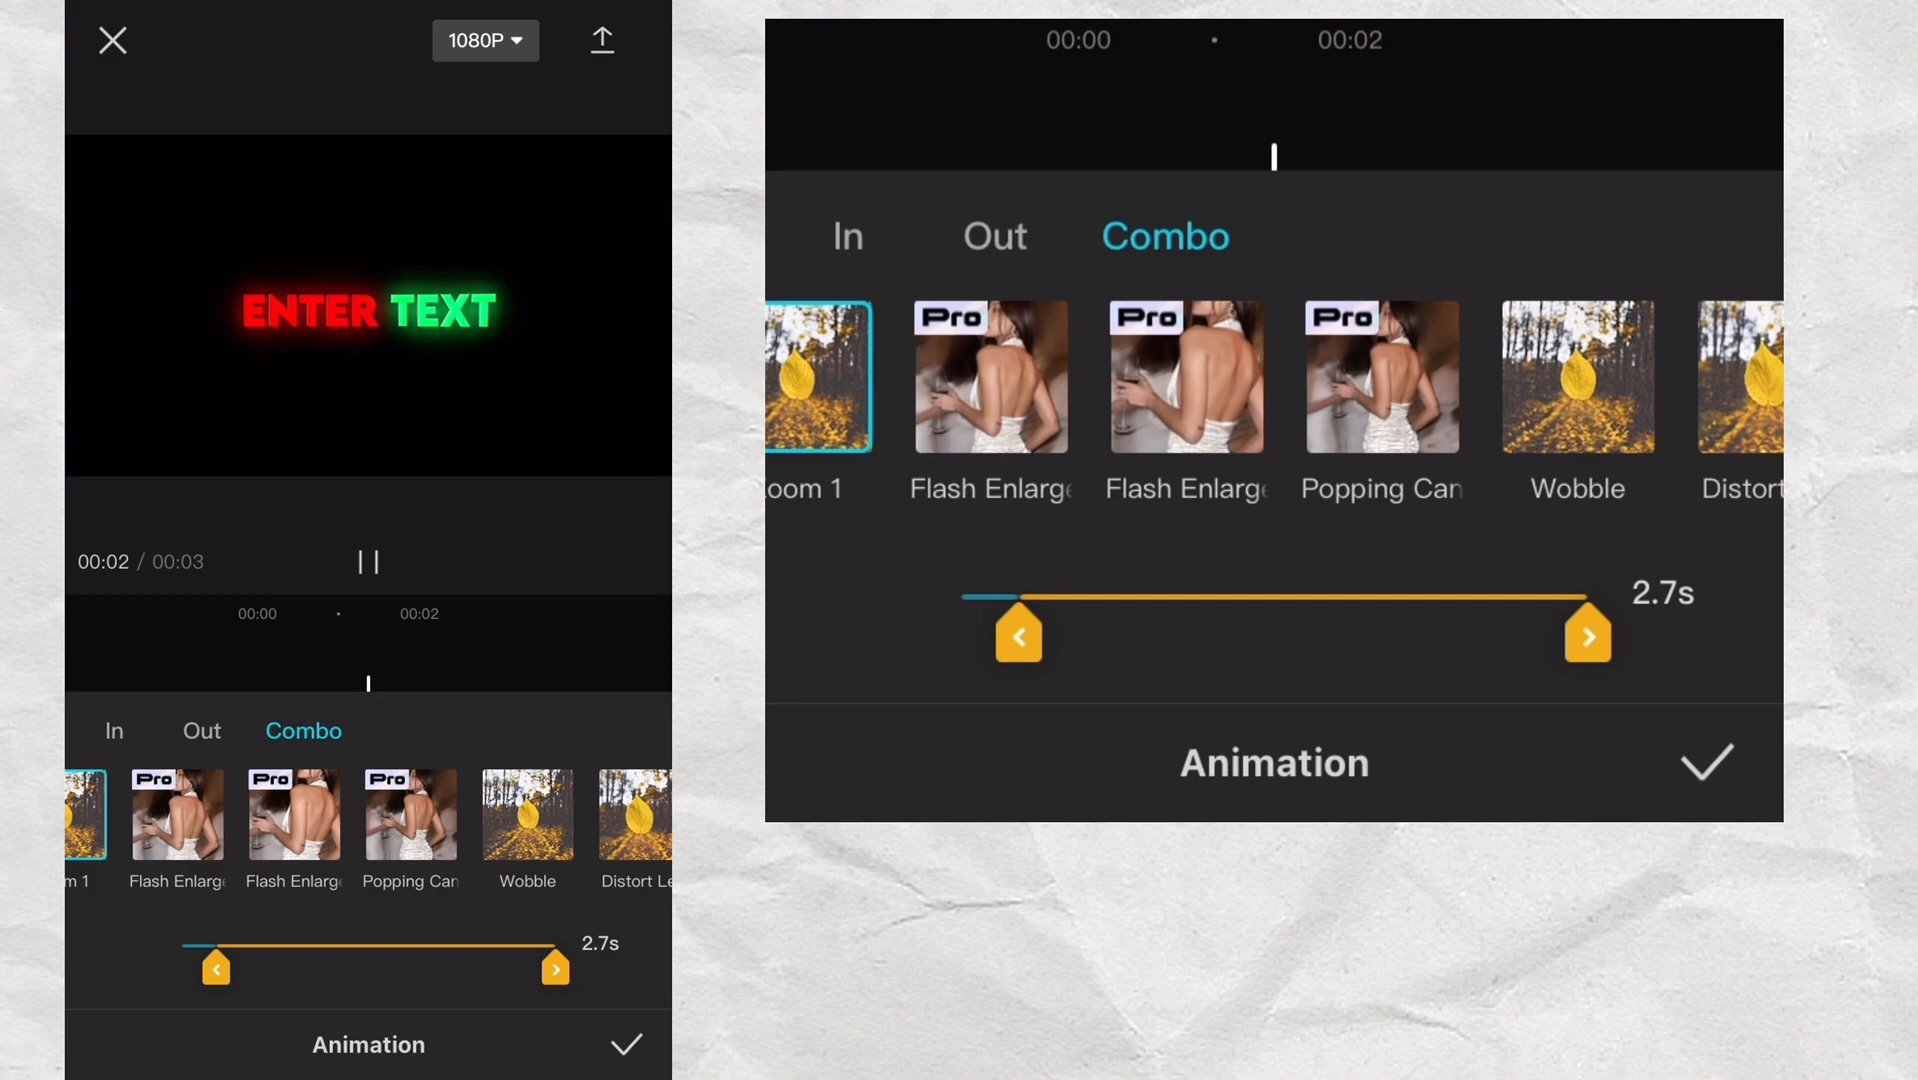 1080P
ENTER TEXT
00:02 / 00:03
00:00 • 00:02
In Out Combo
Pro Pro Pro
m 1 Flash Enlarg Flash Enlarg Popping Can Wobble Distort Le
2.7s
Animation
00:00 • 00:02
In Out Combo
Pro Pro Pro
oom 1 Flash Enlarge Flash Enlarge Popping Can Wobble Distort
2.7s
Animation